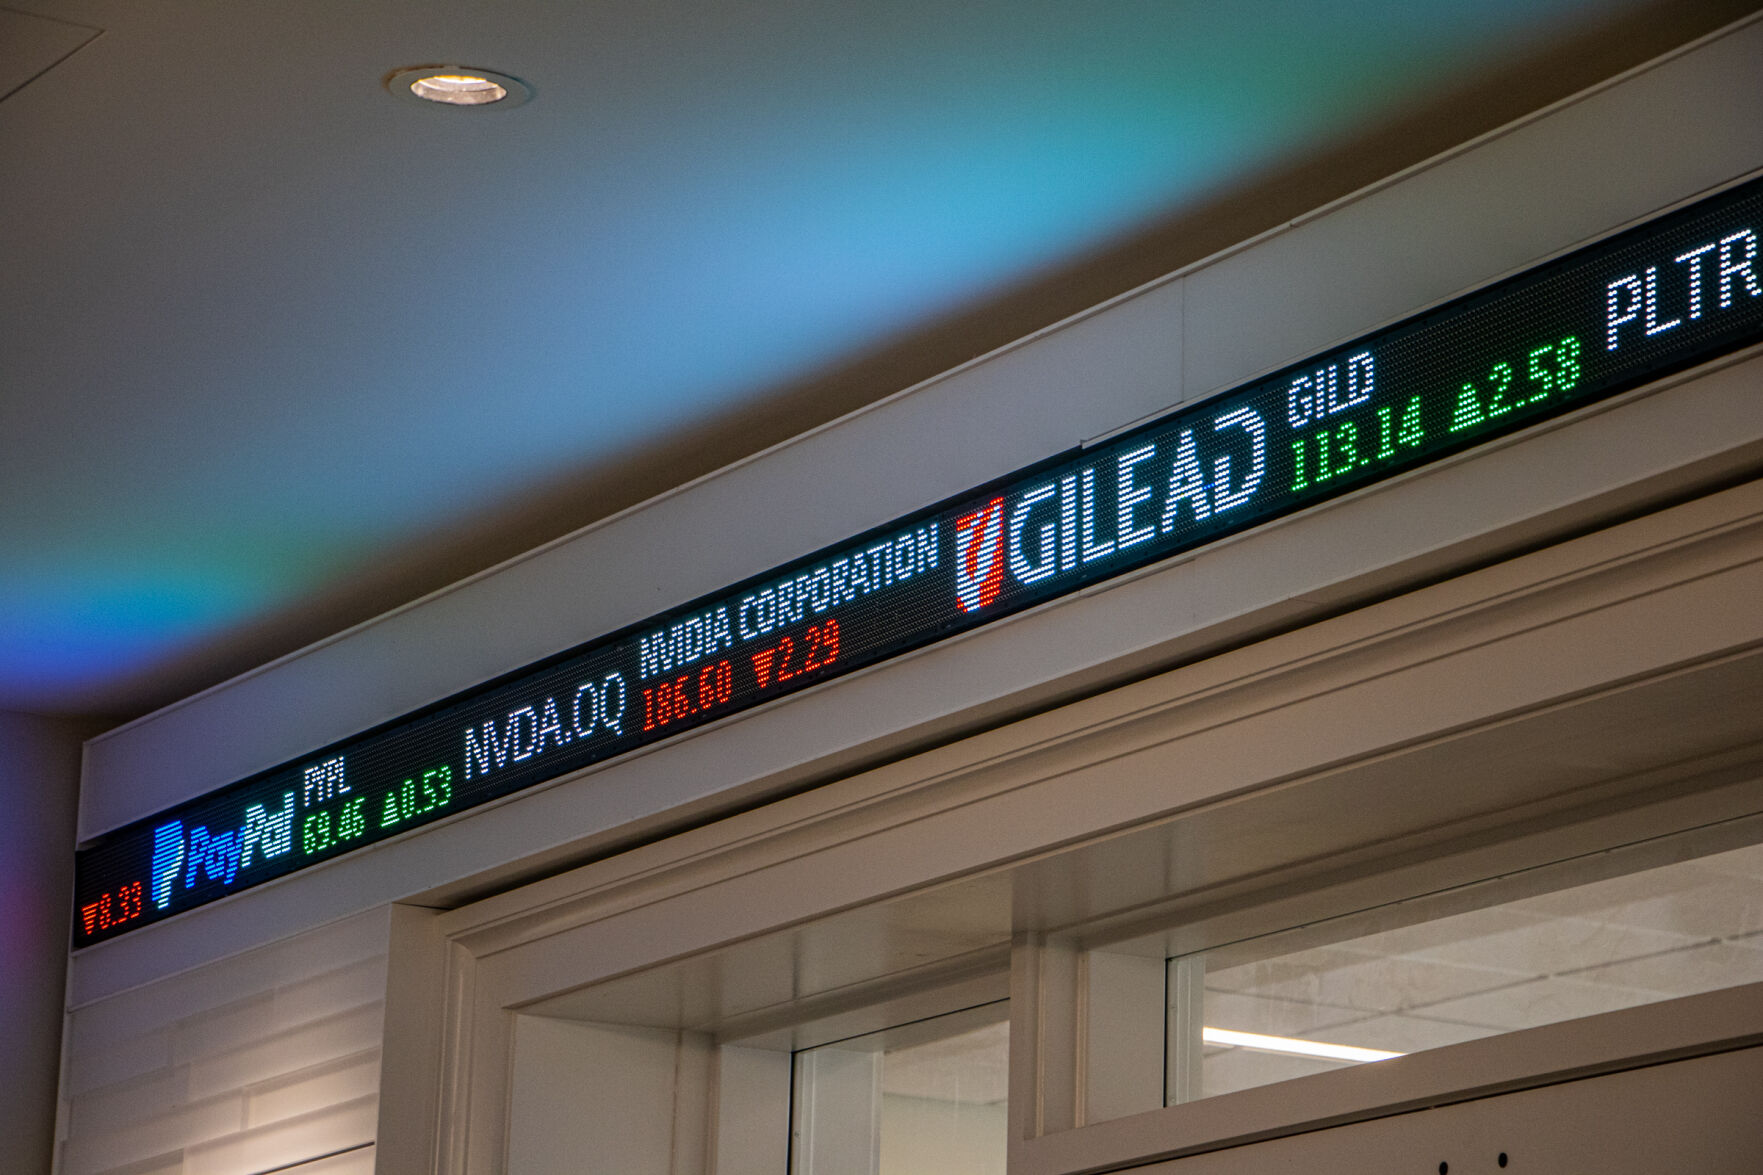 ▼8.33
PayPal
PYPL
69.46 ▲0.53
NVDA.OQ
NVIDIA CORPORATION
186.60 ▼2.29
GILEAD
GILD
113.14 ▲2.58
PLTR